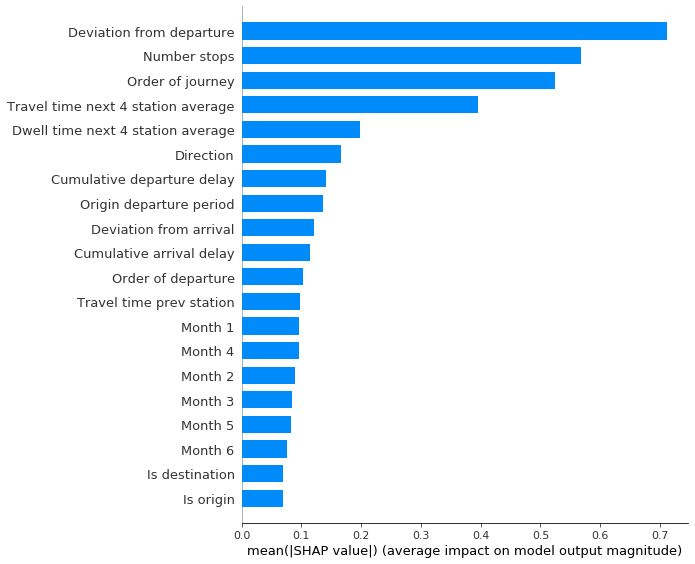 Deviation from departure
Number stops
Order of journey
Travel time next 4 station average
Dwell time next 4 station average
Direction
Cumulative departure delay
Origin departure period
Deviation from arrival
Cumulative arrival delay
Order of departure
Travel time prev station
Month 1
Month 4
Month 2
Month 3
Month 5
Month 6
Is destination
Is origin
0.0 0.1 0.2 0.3 0.4 0.5 0.6 0.7
mean(|SHAP value|) (average impact on model output magnitude)